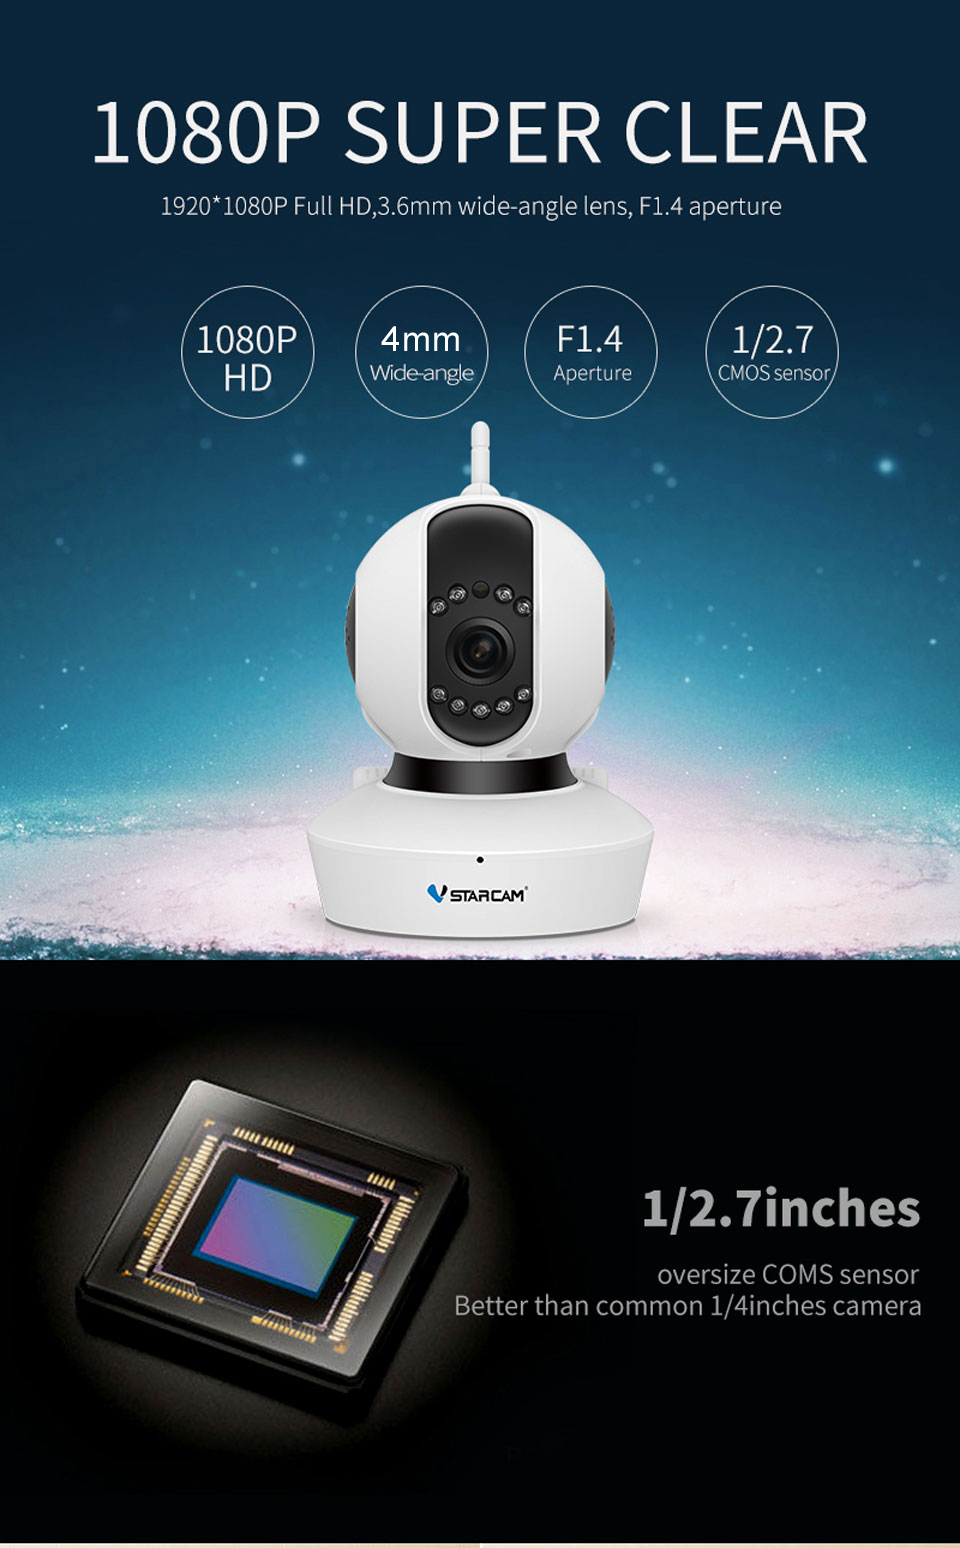 1080P SUPER CLEAR
1920*1080P Full HD,3.6mm wide-angle lens, F1.4 aperture
1080P
HD
4mm
Wide-angle
F1.4
Aperture
1/2.7
CMOS sensor
VSTARCAM
1/2.7inches
oversize COMS sensor
Better than common 1/4inches camera